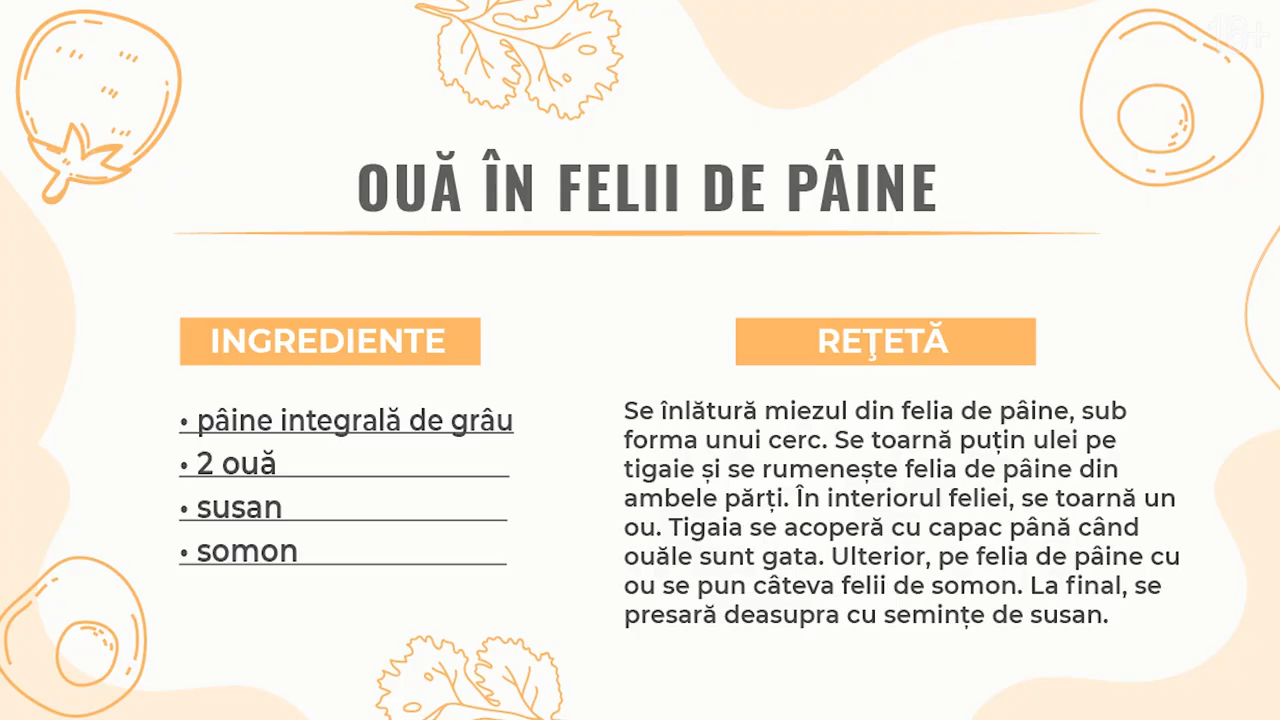 18+
OUĂ ÎN FELII DE PÂINE
INGREDIENTE
• pâine integrală de grâu
• 2 ouă
• susan
• somon
REŢETĂ
Se înlătură miezul din felia de pâine, sub
forma unui cerc. Se toarnă puțin ulei pe
tigaie și se rumenește felia de pâine din
ambele părți. În interiorul feliei, se toarnă un
ou. Tigaia se acoperă cu capac până când
ouăle sunt gata. Ulterior, pe felia de pâine cu
ou se pun câteva felii de somon. La final, se
presară deasupra cu semințe de susan.